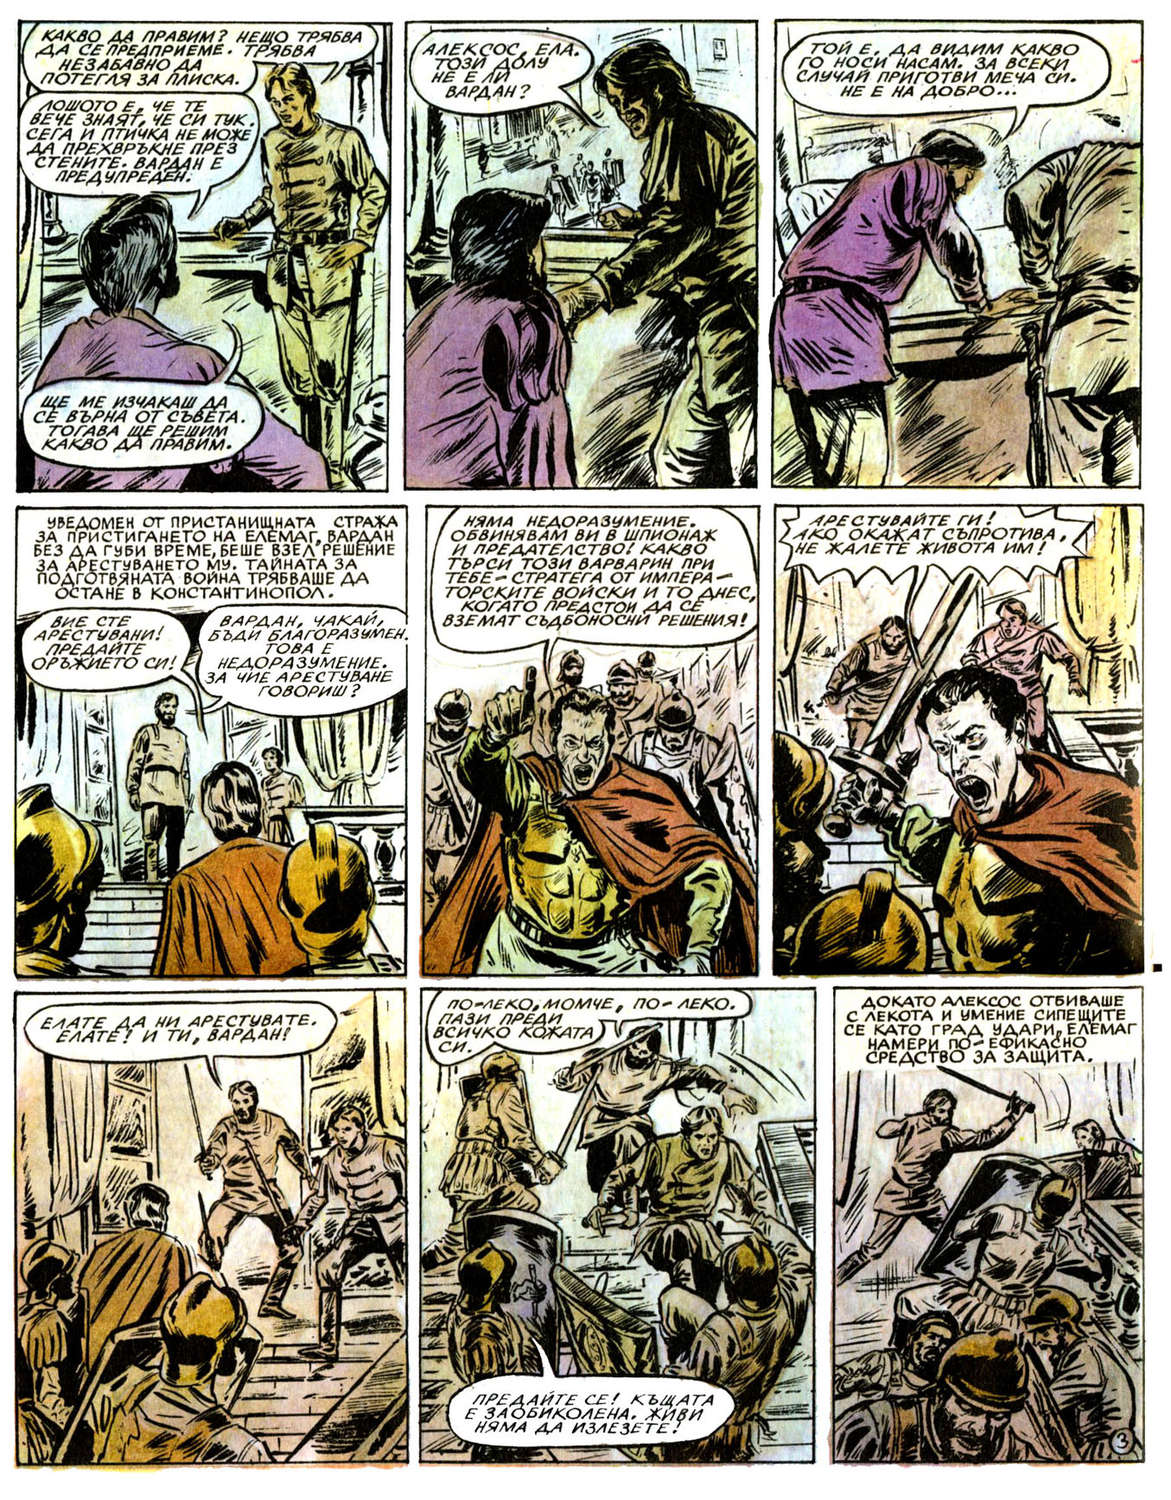 КАКВО ДА ПРАВИМ? НЕЩО ТРЯБВА
ДА СЕ ПРЕДПРИЕМЕ. ТРЯБВА
НЕЗАБАВНО ДА
ПОТЕГЛЯ ЗА ПЛИСКА.
ЛОШОТО Е, ЧЕ ТЕ
ВЕЧЕ ЗНАЯТ, ЧЕ СИ ТУК.
СЕГА И ПТИЧКА НЕ МОЖЕ
ДА ПРЕХВРЪКНЕ ПРЕЗ
СТЕНИТЕ. ВАРДАН Е
ПРЕДУПРЕДЕН.
ЩЕ МЕ ИЗЧАКАШ ДА
СЕ ВЪРНА ОТ СЪВЕТА.
ТОГАВА ЩЕ РЕШИМ
КАКВО ДА ПРАВИМ.
АЛЕКСОС, ЕЛА.
ТОЗИ ДОЛУ
НЕ Е ЛИ
ВАРДАН?
ТОЙ Е, ДА ВИДИМ КАКВО
ГО НОСИ НАСАМ. ЗА ВСЕКИ
СЛУЧАЙ ПРИГОТВИ МЕЧА СИ.
НЕ Е НА ДОБРО...
УВЕДОМЕН ОТ ПРИСТАНИЩНАТА СТРАЖА
ЗА ПРИСТИГАНЕТО НА ЕЛЕМАГ, ВАРДАН
БЕЗ ДА ГУБИ ВРЕМЕ, БЕШЕ ВЗЕЛ РЕШЕНИЕ
ЗА АРЕСТУВАНЕТО МУ. ТАЙНАТА ЗА
ПОДГОТВЯНАТА ВОЙНА ТРЯБВАШЕ ДА
ОСТАНЕ В КОНСТАНТИНОПОЛ.
ВИЕ СТЕ
АРЕСТУВАНИ!
ПРЕДАЙТЕ
ОРЪЖИЕТО СИ!
ВАРДАН, ЧАКАЙ,
БЪДИ БЛАГОРАЗУМЕН.
ТОВА Е
НЕДОРАЗУМЕНИЕ.
ЗА ЧИЕ АРЕСТУВАНЕ
ГОВОРИШ?
НЯМА НЕДОРАЗУМЕНИЕ.
ОБВИНЯВАМ ВИ В ШПИОНАЖ
И ПРЕДАТЕЛСТВО! КАКВО
ТЪРСИ ТОЗИ ВАРВАРИН ПРИ
ТЕБЕ-СТРАТЕГА ОТ ИМПЕРА-
ТОРСКИТЕ ВОЙСКИ И ТО ДНЕС,
КОГАТО ПРЕДСТОИ ДА СЕ
ВЗЕМАТ СЪДБОНОСНИ РЕШЕНИЯ!
АРЕСТУВАЙТЕ ГИ!
АКО ОКАЖАТ СЪПРОТИВА,
НЕ ЖАЛЕТЕ ЖИВОТА ИМ!
ЕЛАТЕ ДА НИ АРЕСТУВАТЕ.
ЕЛАТЕ! И ТИ, ВАРДАН!
ПО-ЛЕКО, МОМЧЕ, ПО-ЛЕКО.
ПАЗИ ПРЕДИ
ВСИЧКО КОЖАТА
СИ.
ПРЕДАЙТЕ СЕ! КЪЩАТА
Е ЗАОБИКОЛЕНА. ЖИВИ
НЯМА ДА ИЗЛЕЗЕТЕ!
ДОКАТО АЛЕКСОС ОТБИВАШЕ
С ЛЕКОТА И УМЕНИЕ СИПЕЩИТЕ
СЕ КАТО ГРАД УДАРИ, ЕЛЕМАГ
НАМЕРИ ПО-ЕФИКАСНО
СРЕДСТВО ЗА ЗАЩИТА.
3